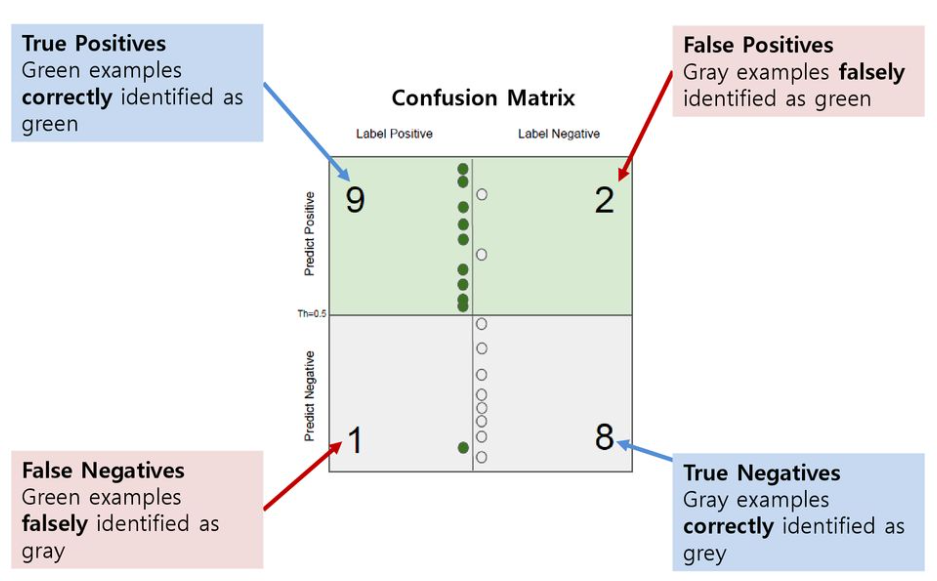 True Positives
Green examples
correctly identified as
green
False Positives
Gray examples falsely
identified as green
Confusion Matrix
Label Positive
Label Negative
Predict Positive
9
2
Th=0.5
Predict Negative
1
8
False Negatives
Green examples
falsely identified as
gray
True Negatives
Gray examples
correctly identified as
grey